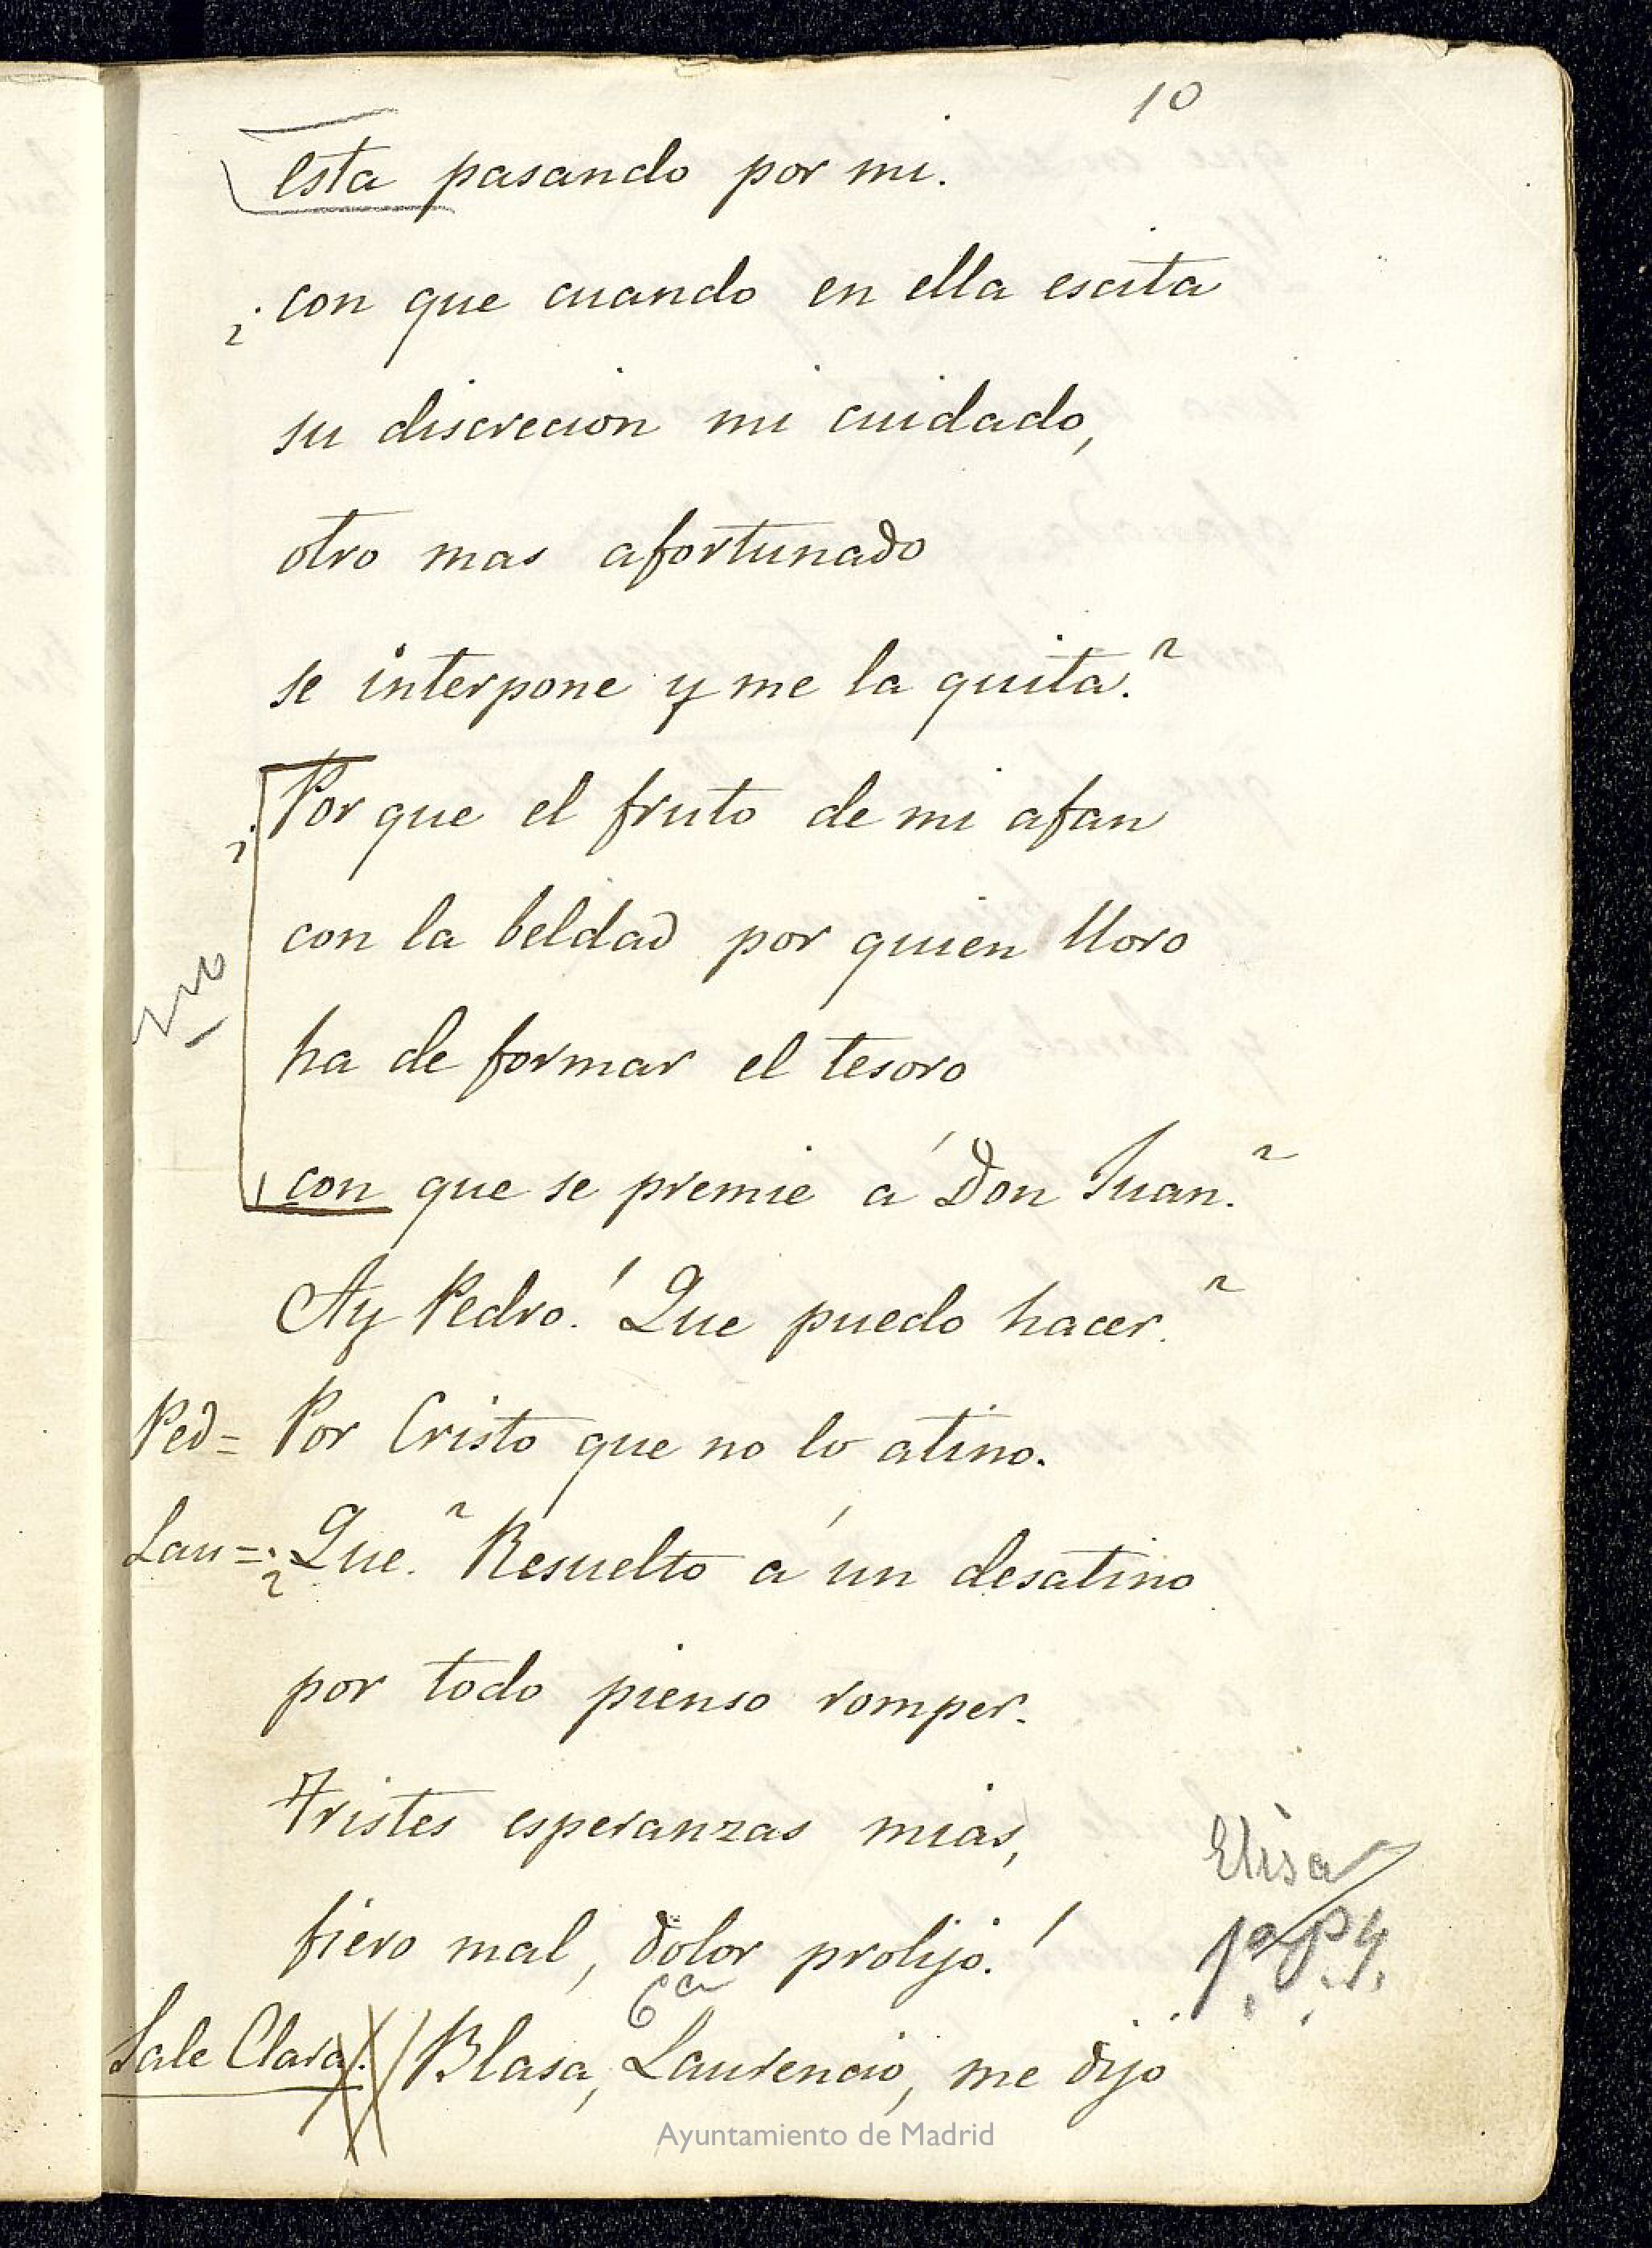 10
esta pasando por mi.
¿con que cuando en ella escita
su discrecion mi cuidado,
otro mas afortunado
se interpone y me la quita?
¿Por que el fruto de mi afan
con la beldad por quien lloro
no
ha de formar el tesoro
con que se premie á Don Juan?
Ay Pedro! Que puedo hacer?
Ped= Por Cristo que no lo atino.
Lau=¿Que? Resuelto á un desatino
por todo pienso romper.
Tristes esperanzas mias,
Elisa
fiero mal, dolor prolijo!
1º P. 4.
6ª
Sale Clara. Blasa, Laurencio, me dijo
Ayuntamiento de Madrid